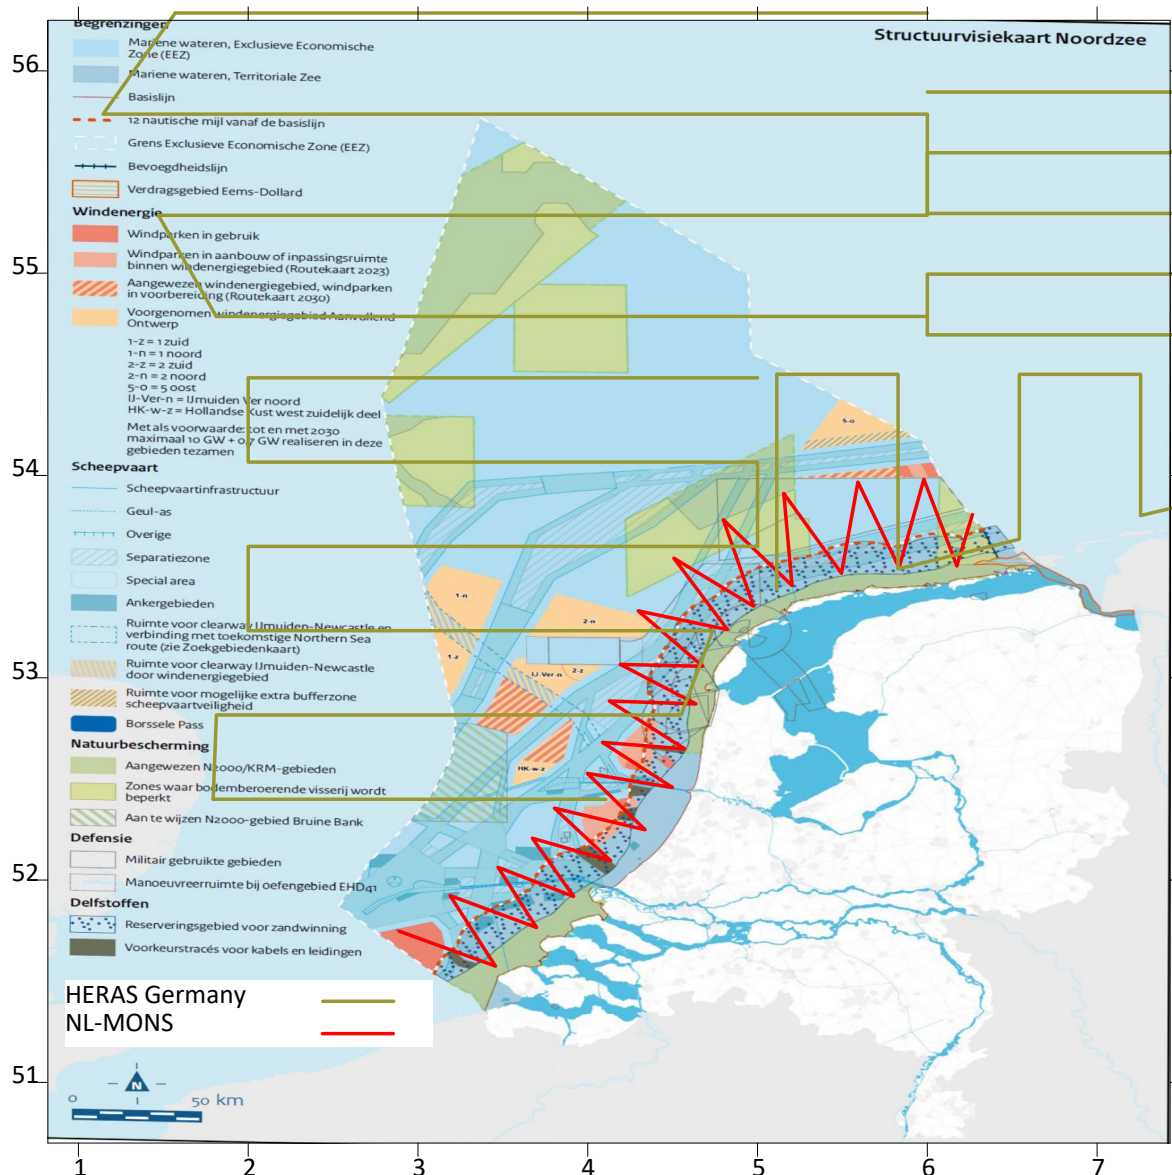 Structuurvisiekaart Noordzee
Begrenzingen
Mariene wateren, Exclusieve Economische
Zone (EEZ)
Mariene wateren, Territoriale Zee
Basislijn
12 nautische mijl vanaf de basislijn
Grens Exclusieve Economische Zone (EEZ)
Bevoegdheidslijn
Verdragsgebied Eems-Dollard
Windenergie
Windparken in gebruik
Windparken in aanbouw of inpassingsruimte
binnen windenergiegebied (Routekaart 2023)
Aangewezen windenergiegebied, windparken
in voorbereiding (Routekaart 2030)
Voorgenomen windenergiegebied Aanvullend
Ontwerp
1-z = 1 zuid
1-n = 1 noord
2-z = 2 zuid
2-n = 2 noord
5-o = 5 oost
IJ-Ver-n = IJmuiden Ver noord
HK-w-z = Hollandse Kust west zuidelijk deel
Met als voorwaarde: tot en met 2030
maximaal 10 GW + 0,7 GW realiseren in deze
gebieden tezamen
Scheepvaart
Scheepvaartinfrastructuur
Geul-as
Overige
Separatiezone
Special area
Ankergebieden
Ruimte voor clearway IJmuiden-Newcastle en
verbinding met toekomstige Northern Sea
route (zie Zoekgebiedenkaart)
Ruimte voor clearway IJmuiden-Newcastle
door windenergiegebied
Ruimte voor mogelijke extra bufferzone
scheepvaartveiligheid
Borssele Pass
Natuurbescherming
Aangewezen N2000/KRM-gebieden
Zones waar bodemberoerende visserij wordt
beperkt
Aan te wijzen N2000-gebied Bruine Bank
Defensie
Militair gebruikte gebieden
Manoeuvreerruimte bij oefengebied EHD41
Delfstoffen
Reserveringsgebied voor zandwinning
Voorkeurstracés voor kabels en leidingen
HERAS Germany
NL-MONS
N
0 50 km
5-o
1-n
2-n
1-z
IJ-Ver-n
2-z
HK-w-z
56
55
54
53
52
51
1 2 3 4 5 6 7